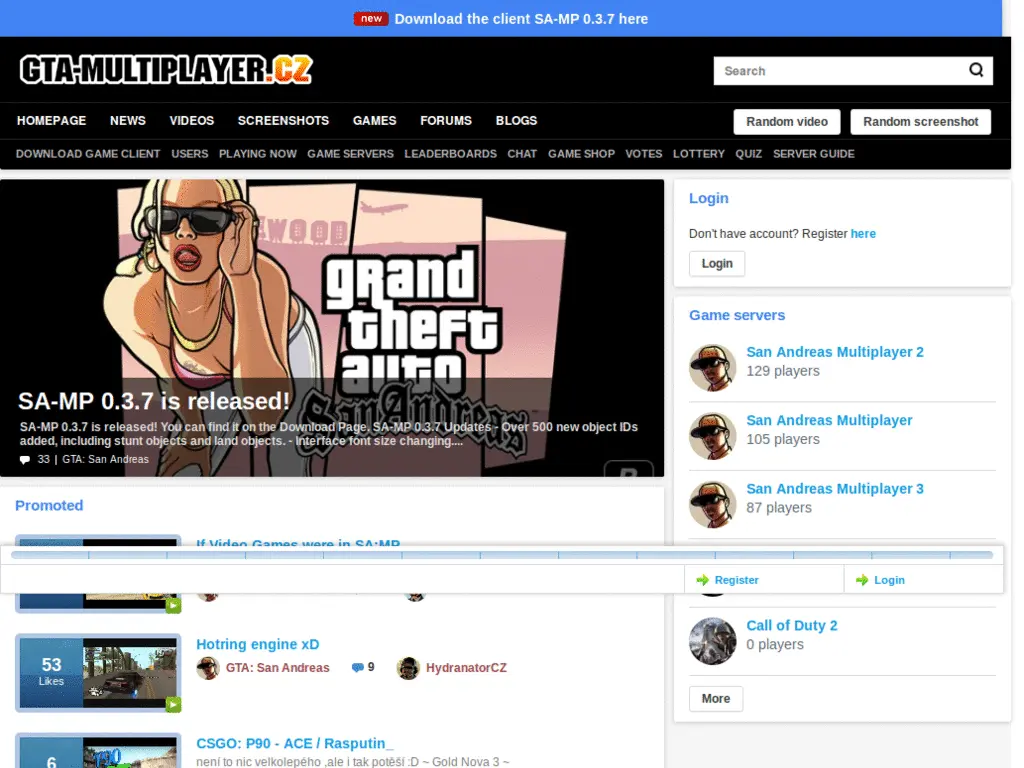 new Download the client SA-MP 0.3.7 here
GTA-MULTIPLAYER.CZ
Search
HOMEPAGE NEWS VIDEOS SCREENSHOTS GAMES FORUMS BLOGS
Random video Random screenshot
DOWNLOAD GAME CLIENT USERS PLAYING NOW GAME SERVERS LEADERBOARDS CHAT GAME SHOP VOTES LOTTERY QUIZ SERVER GUIDE
grand
theft
auto
San Andreas
SA-MP 0.3.7 is released!
SA-MP 0.3.7 is released! You can find it on the Download Page. SA-MP 0.3.7 Updates - Over 500 new object IDs
added, including stunt objects and land objects. - Interface font size changing....
33 | GTA: San Andreas
Login
Don't have account? Register here
Login
Game servers
San Andreas Multiplayer 2
129 players
San Andreas Multiplayer
105 players
San Andreas Multiplayer 3
87 players
Call of Duty 2
0 players
More
Promoted
If Video Games were in SA:MP
Register
Login
53
Likes
Hotring engine xD
GTA: San Andreas 9 HydranatorCZ
6
CSGO: P90 - ACE / Rasputin_
není to nic velkolepého ,ale i tak potěší :D ~ Gold Nova 3 ~